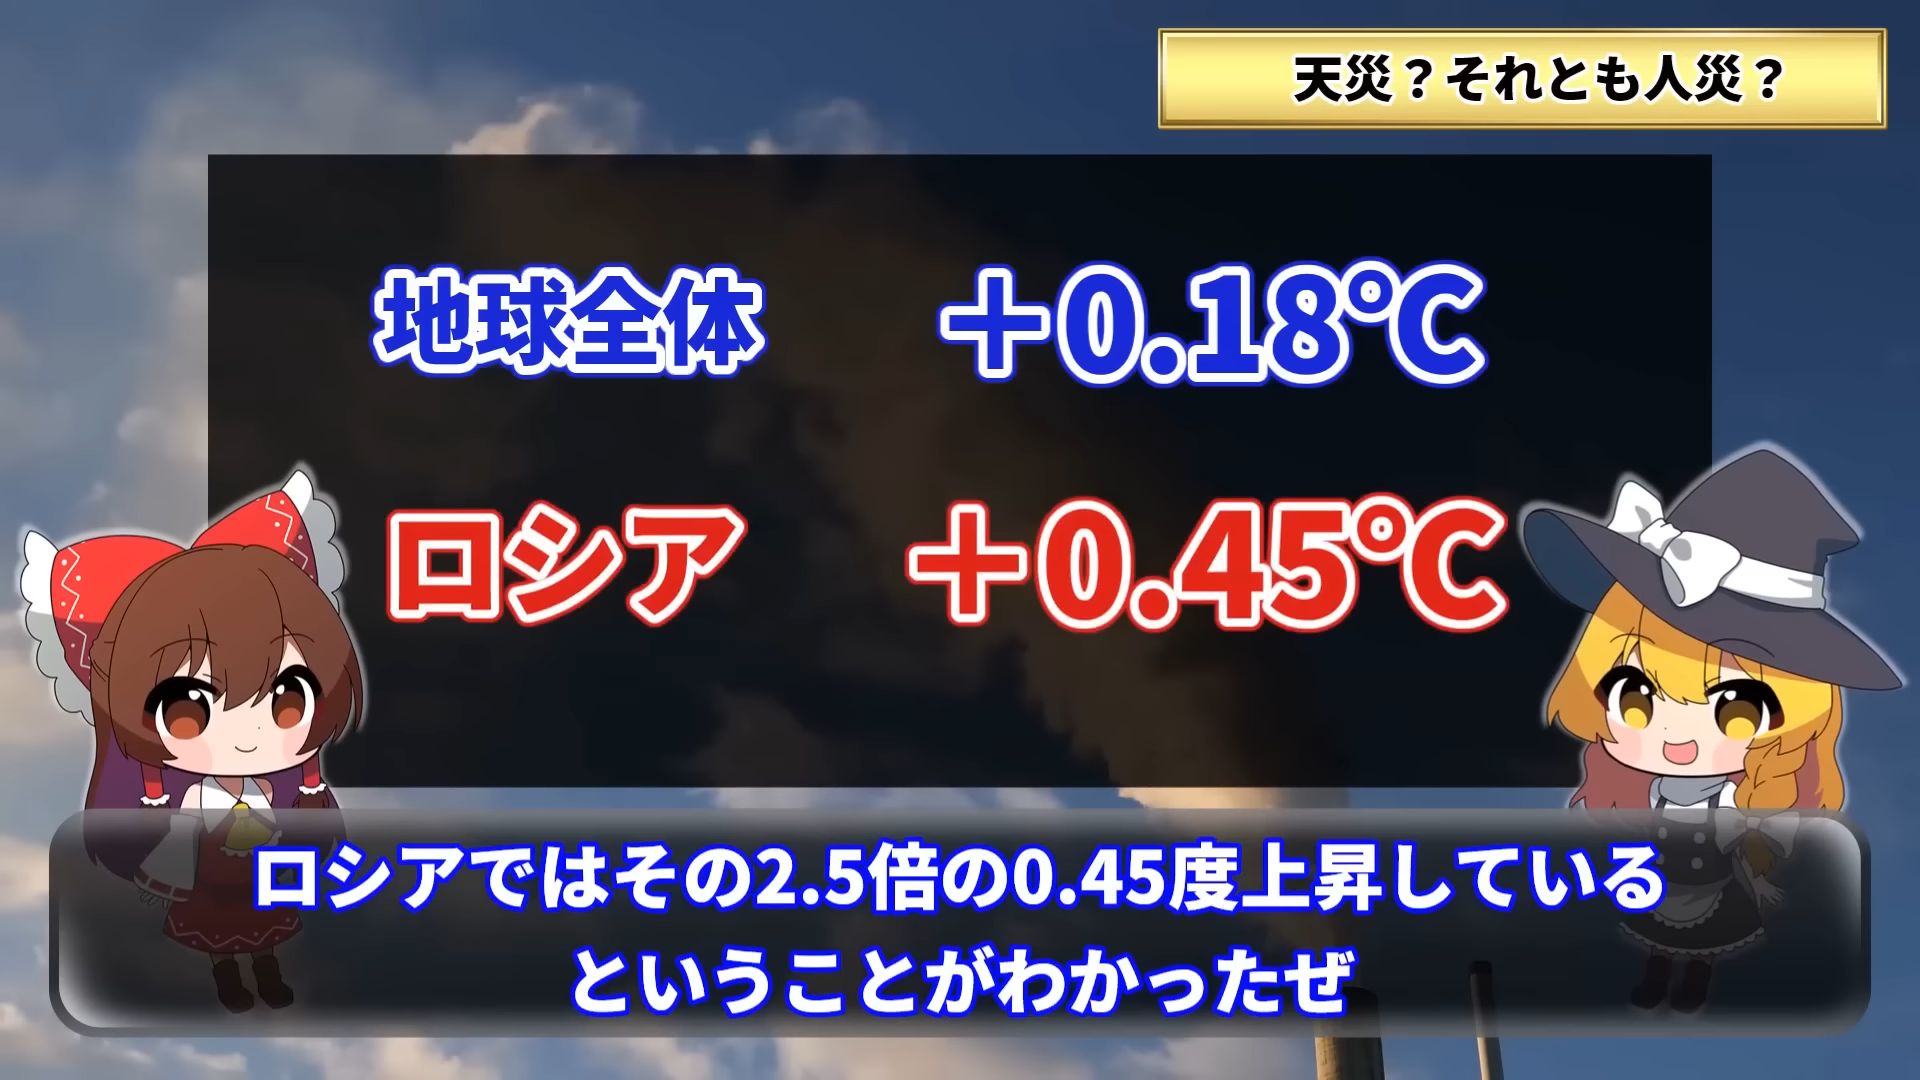 天災？それとも人災？
地球全体 ＋0.18℃
ロシア ＋0.45℃
ロシアではその2.5倍の0.45度上昇している
ということがわかったぜ